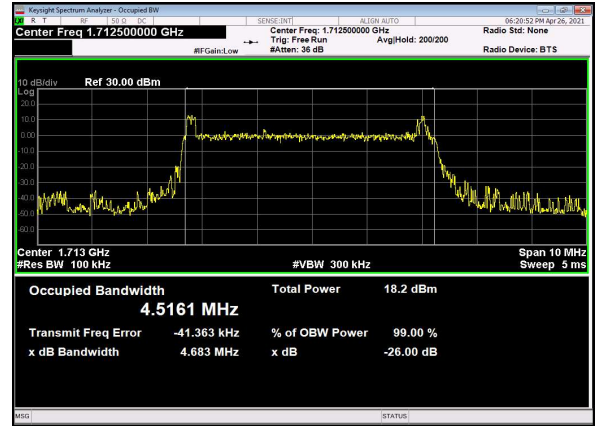 Keysight Spectrum Analyzer - Occupied BW
R T RF 50 Ω DC SENSE:INT ALIGN AUTO 06:20:52 PM Apr 26, 2021
Center Freq 1.712500000 GHz Center Freq: 1.712500000 GHz Radio Std: None
Trig: Free Run Avg|Hold: 200/200
#IFGain:Low #Atten: 36 dB Radio Device: BTS
10 dB/div Ref 30.00 dBm
Log
20.0
10.0
0.00
-10.0
-20.0
-30.0
-40.0
-50.0
-60.0
Center 1.713 GHz Span 10 MHz
#Res BW 100 kHz #VBW 300 kHz Sweep 5 ms
Occupied Bandwidth Total Power 18.2 dBm
4.5161 MHz
Transmit Freq Error -41.363 kHz % of OBW Power 99.00 %
x dB Bandwidth 4.683 MHz x dB -26.00 dB
MSG STATUS